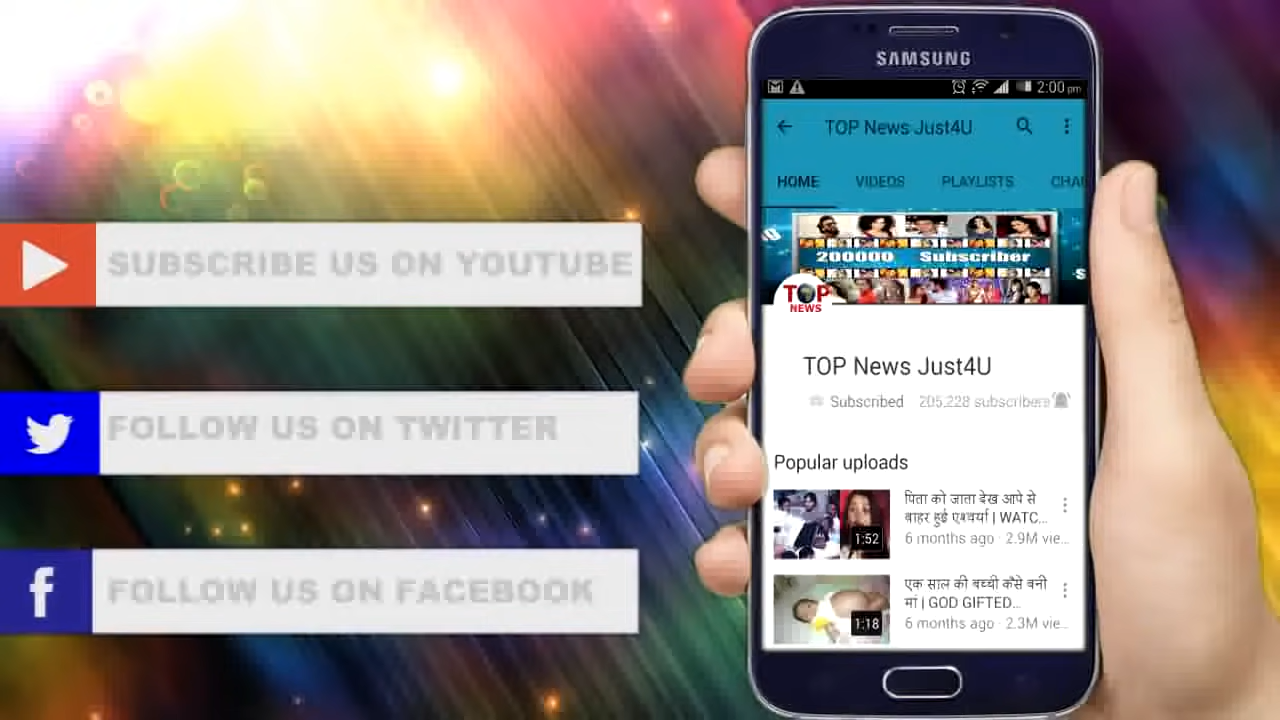 SUBSCRIBE US ON YOUTUBE
FOLLOW US ON TWITTER
FOLLOW US ON FACEBOOK
SAMSUNG
2:00 pm
TOP News Just4U
HOME VIDEOS PLAYLISTS CHA
200000 Subscriber
TOP
NEWS
TOP News Just4U
Subscribed 205,228 subscribers
Popular uploads
पिता को जाता देख आपे से
बाहर हुई एश्वर्या | WATC...
6 months ago · 2.9M vie...
1:52
एक साल की बच्ची कैसे बनी
मां | GOD GIFTED...
6 months ago · 2.3M vie...
1:18